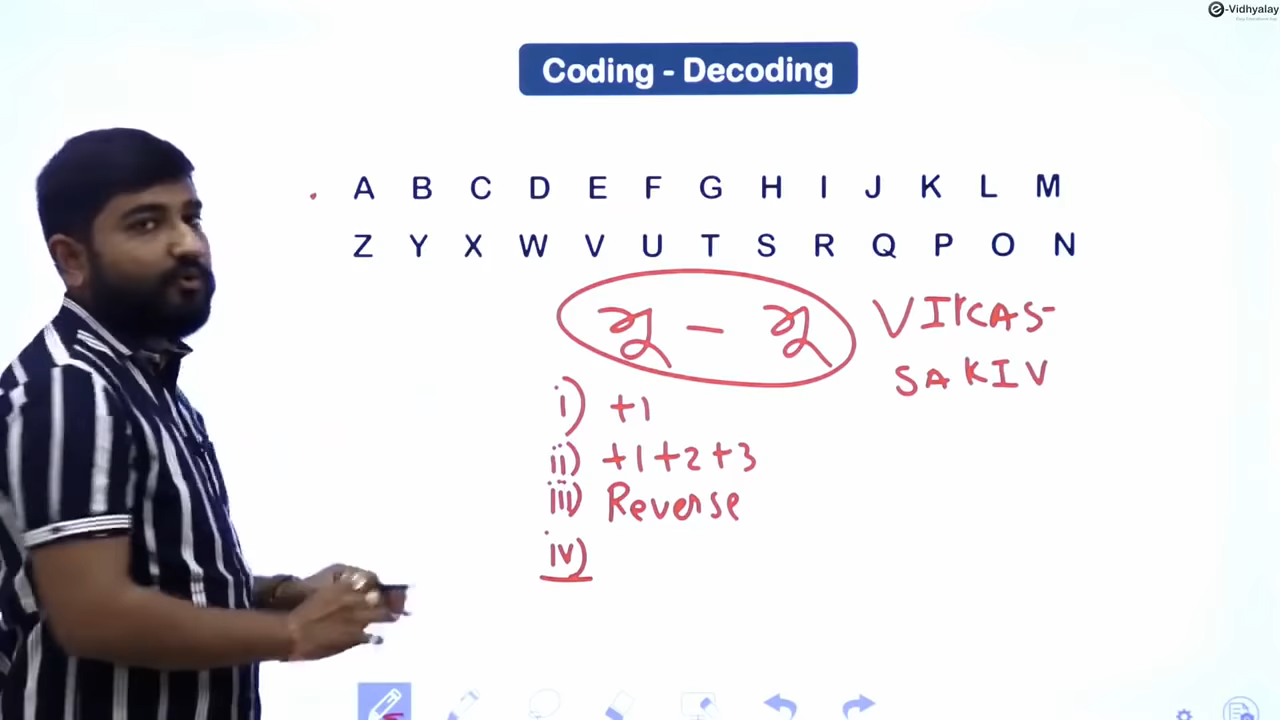 e-Vidhyalay
Coding - Decoding
A B C D E F G H I J K L M
Z Y X W V U T S R Q P O N
VIKAS-
SAKIV
i) +1
ii) +1+2+3
iii) Reverse
iv)